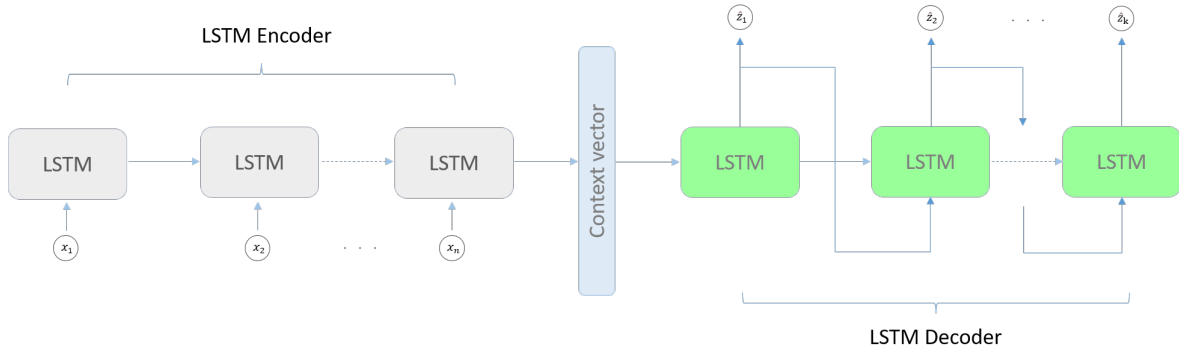 ẑ₁
ẑ₂
. . .
ẑₖ
LSTM Encoder
LSTM
LSTM
LSTM
Context vector
LSTM
LSTM
LSTM
x₁
x₂
. . .
xₙ
LSTM Decoder